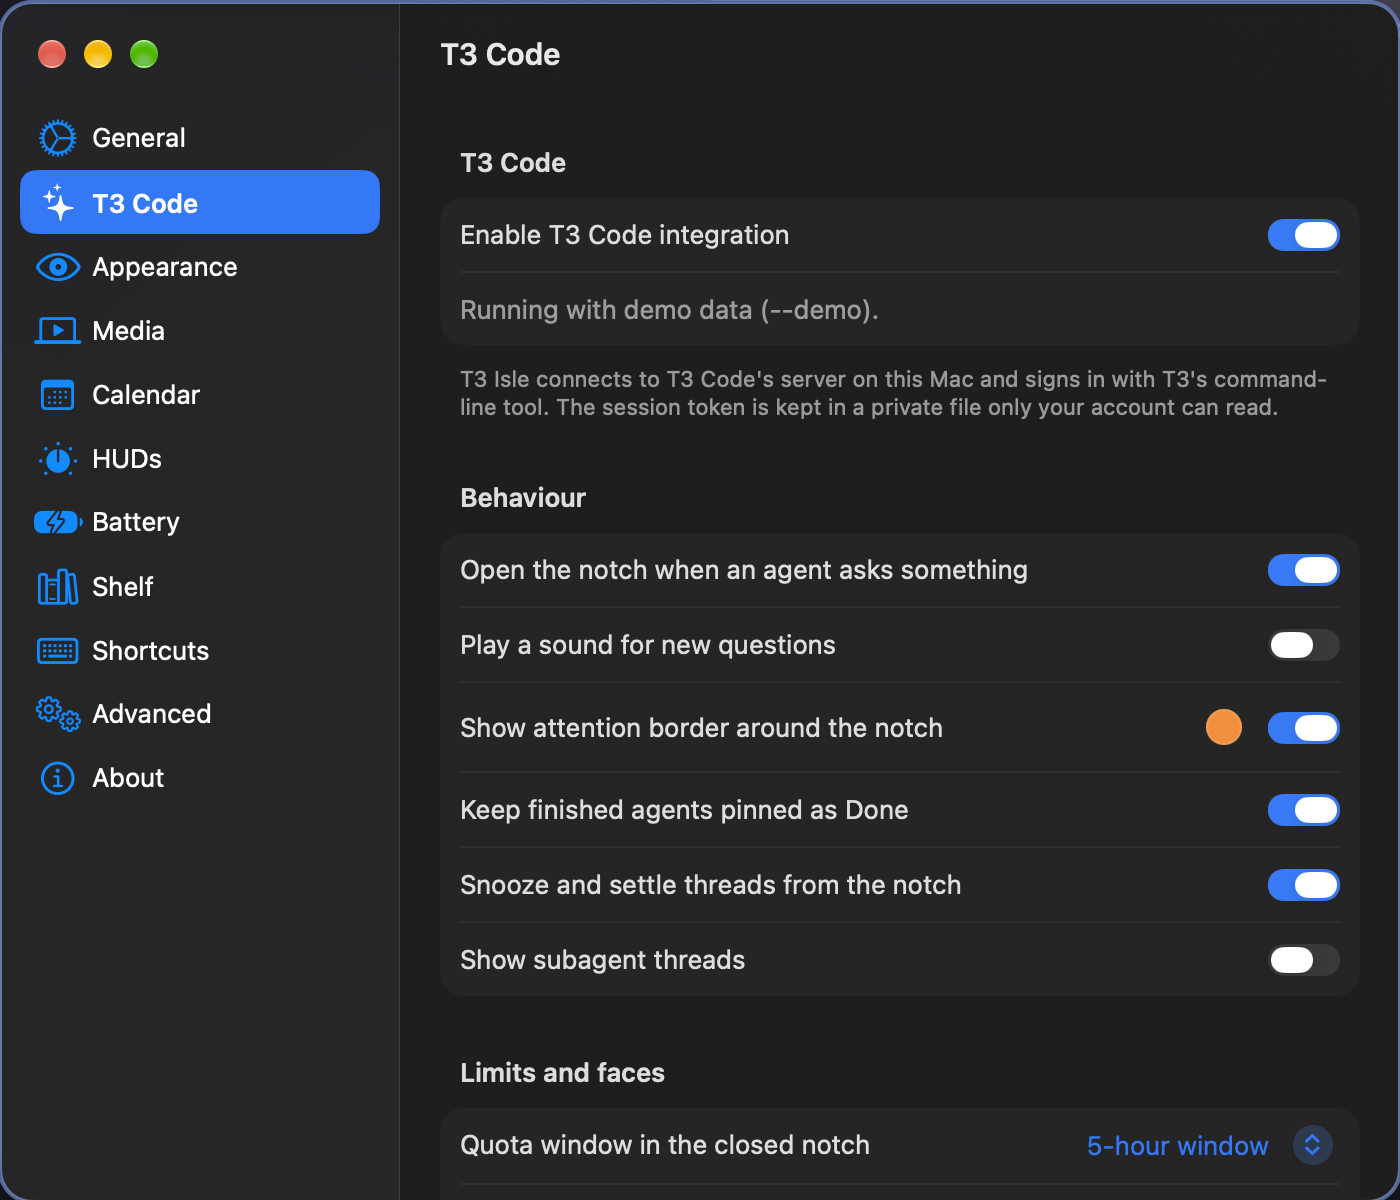 T3 Code
General
T3 Code
Appearance
Media
Calendar
HUDs
Battery
Shelf
Shortcuts
Advanced
About
T3 Code
Enable T3 Code integration
Running with demo data (--demo).
T3 Isle connects to T3 Code's server on this Mac and signs in with T3's command-
line tool. The session token is kept in a private file only your account can read.
Behaviour
Open the notch when an agent asks something
Play a sound for new questions
Show attention border around the notch
Keep finished agents pinned as Done
Snooze and settle threads from the notch
Show subagent threads
Limits and faces
Quota window in the closed notch 5-hour window